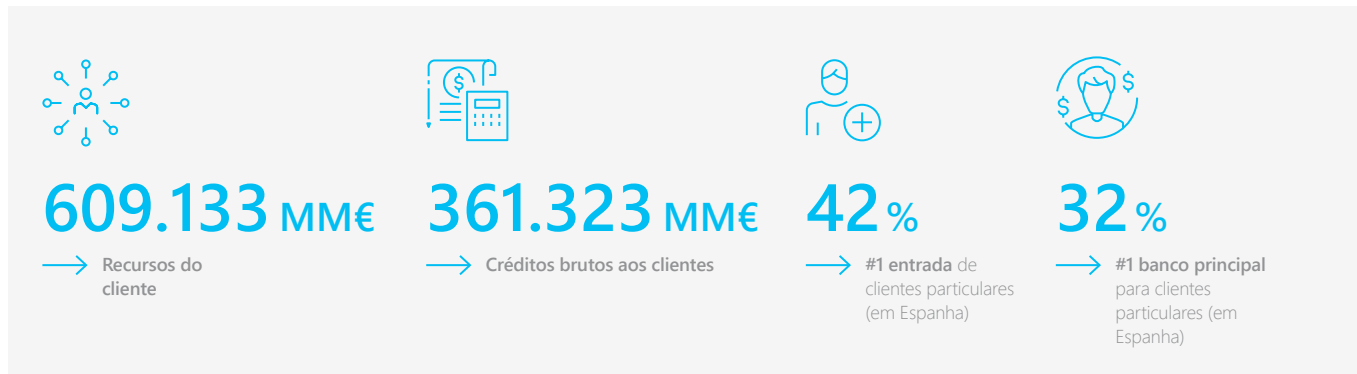 609.133 MM€
Recursos do
cliente
361.323 MM€
Créditos brutos aos clientes
42 %
#1 entrada de
clientes particulares
(em Espanha)
32 %
#1 banco principal
para clientes
particulares (em
Espanha)